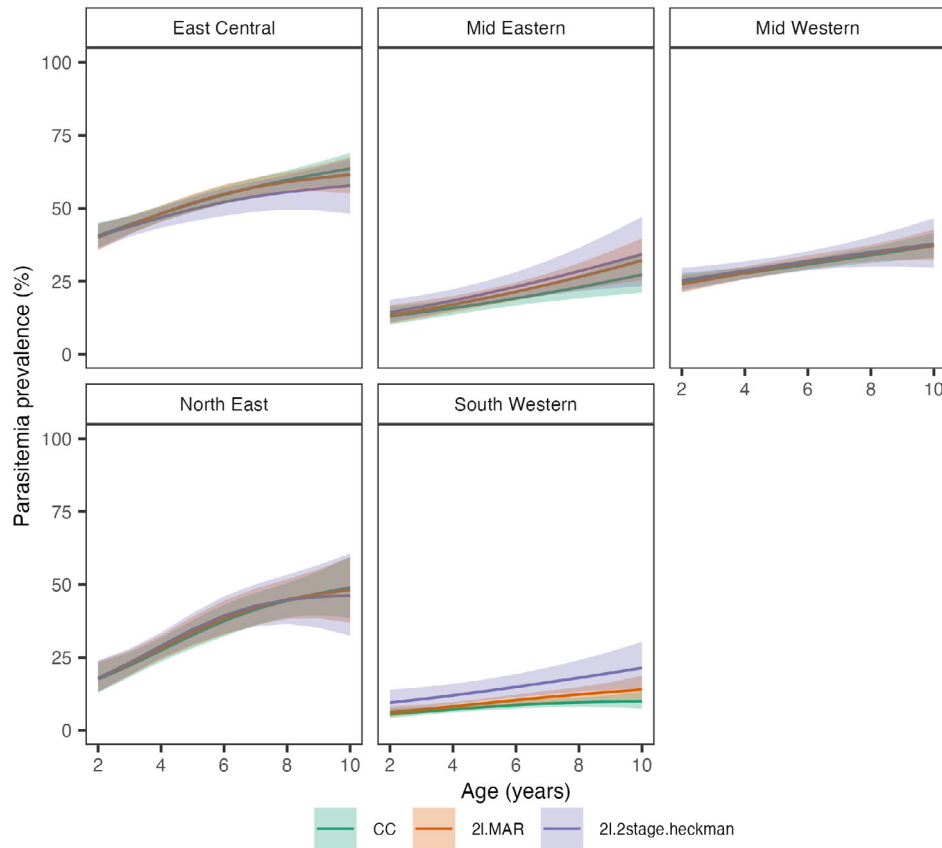 East Central
Mid Eastern
Mid Western
100
75
50
25
0
2 4 6 8 10
North East
South Western
100
75
50
25
0
2 4 6 8 10
2 4 6 8 10
Parasitemia prevalence (%)
Age (years)
CC 2l.MAR 2l.2stage.heckman